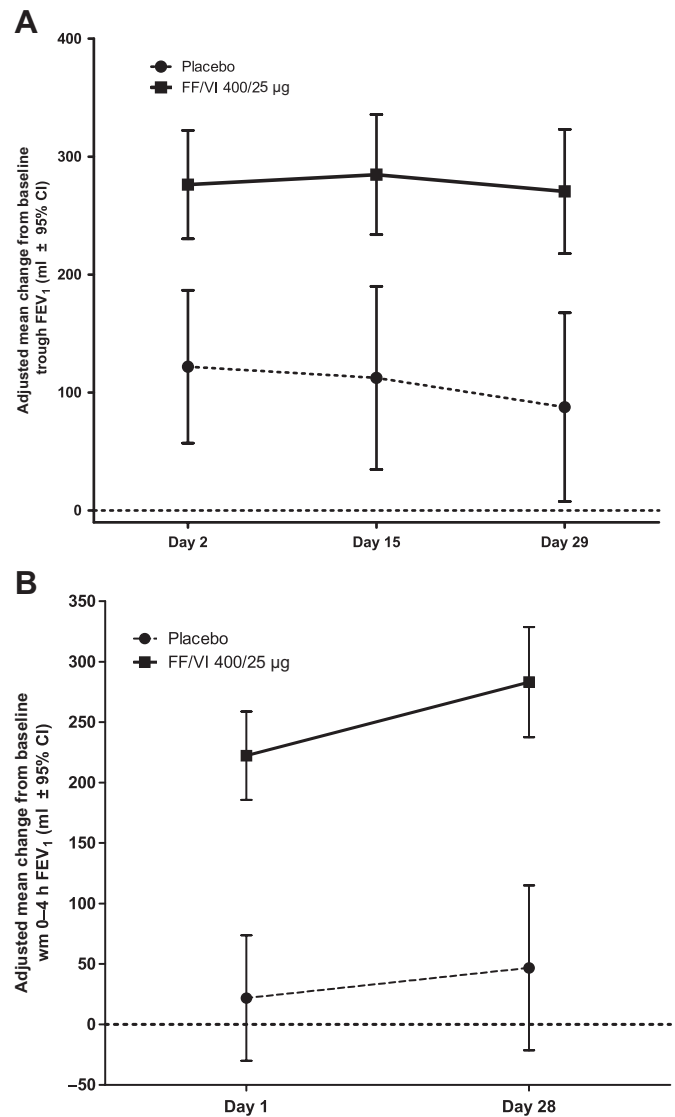 A
400
300
200
100
0
Adjusted mean change from baseline
trough FEV₁ (ml ± 95% CI)
Placebo
FF/VI 400/25 µg
Day 2 Day 15 Day 29
B
350
300
250
200
150
100
50
0
–50
Adjusted mean change from baseline
wm 0–4 h FEV₁ (ml ± 95% CI)
Placebo
FF/VI 400/25 µg
Day 1 Day 28